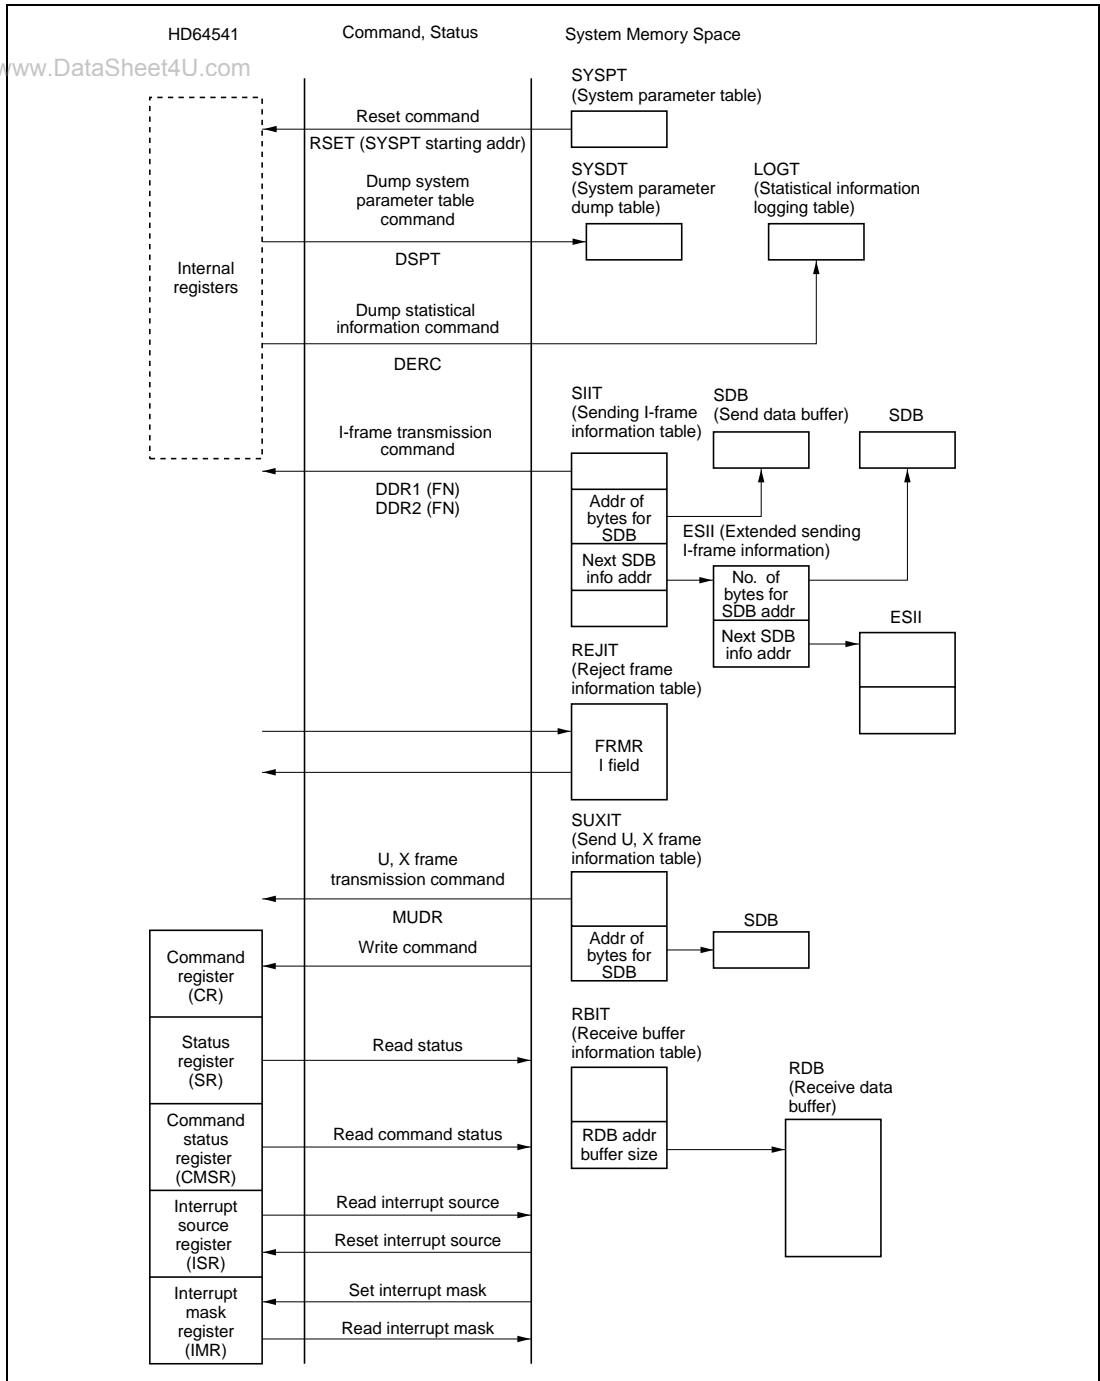 HD64541
Command, Status
System Memory Space
www.DataSheet4U.com
SYSPT
(System parameter table)
Reset command
RSET (SYSPT starting addr)
SYSDT
(System parameter
dump table)
LOGT
(Statistical information
logging table)
Dump system
parameter table
command
DSPT
Internal
registers
Dump statistical
information command
DERC
SIIT
(Sending I-frame
information table)
SDB
(Send data buffer)
SDB
I-frame transmission
command
DDR1 (FN)
DDR2 (FN)
Addr of
bytes for
SDB
Next SDB
info addr
ESII (Extended sending
I-frame information)
No. of
bytes for
SDB addr
Next SDB
info addr
ESII
REJIT
(Reject frame
information table)
FRMR
I field
SUXIT
(Send U, X frame
information table)
U, X frame
transmission command
MUDR
Addr of
bytes for
SDB
SDB
Command
register
(CR)
Write command
RBIT
(Receive buffer
information table)
RDB addr
buffer size
RDB
(Receive data
buffer)
Status
register
(SR)
Read status
Command
status
register
(CMSR)
Read command status
Interrupt
source
register
(ISR)
Read interrupt source
Reset interrupt source
Interrupt
mask
register
(IMR)
Set interrupt mask
Read interrupt mask